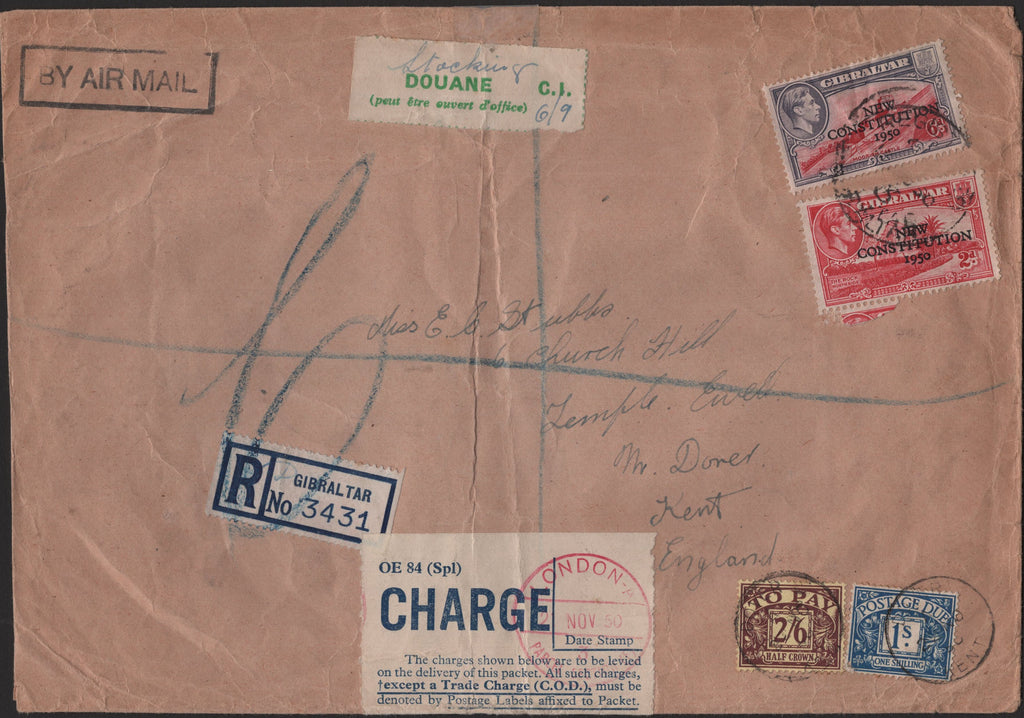 BY AIR MAIL
Stocking
DOUANE C.I.
(peut être ouvert d'office) 6/9
GIBRALTAR
NEW
CONSTITUTION
1950
6d
GIBRALTAR
NEW
CONSTITUTION
1950
2d
Miss E C Stubbs
6 Church Hill
Temple. Ewell.
Nr. Dover.
Kent
England
R
GIBRALTAR
No 3431
OE 84 (Spl)
CHARGE
LONDON
NOV 50
Date Stamp
The charges shown below are to be levied
on the delivery of this packet. All such charges,
†except a Trade Charge (C.O.D.), must be
denoted by Postage Labels affixed to Packet.
TO PAY
2/6
HALF CROWN
POSTAGE DUE
1S
ONE SHILLING
KENT